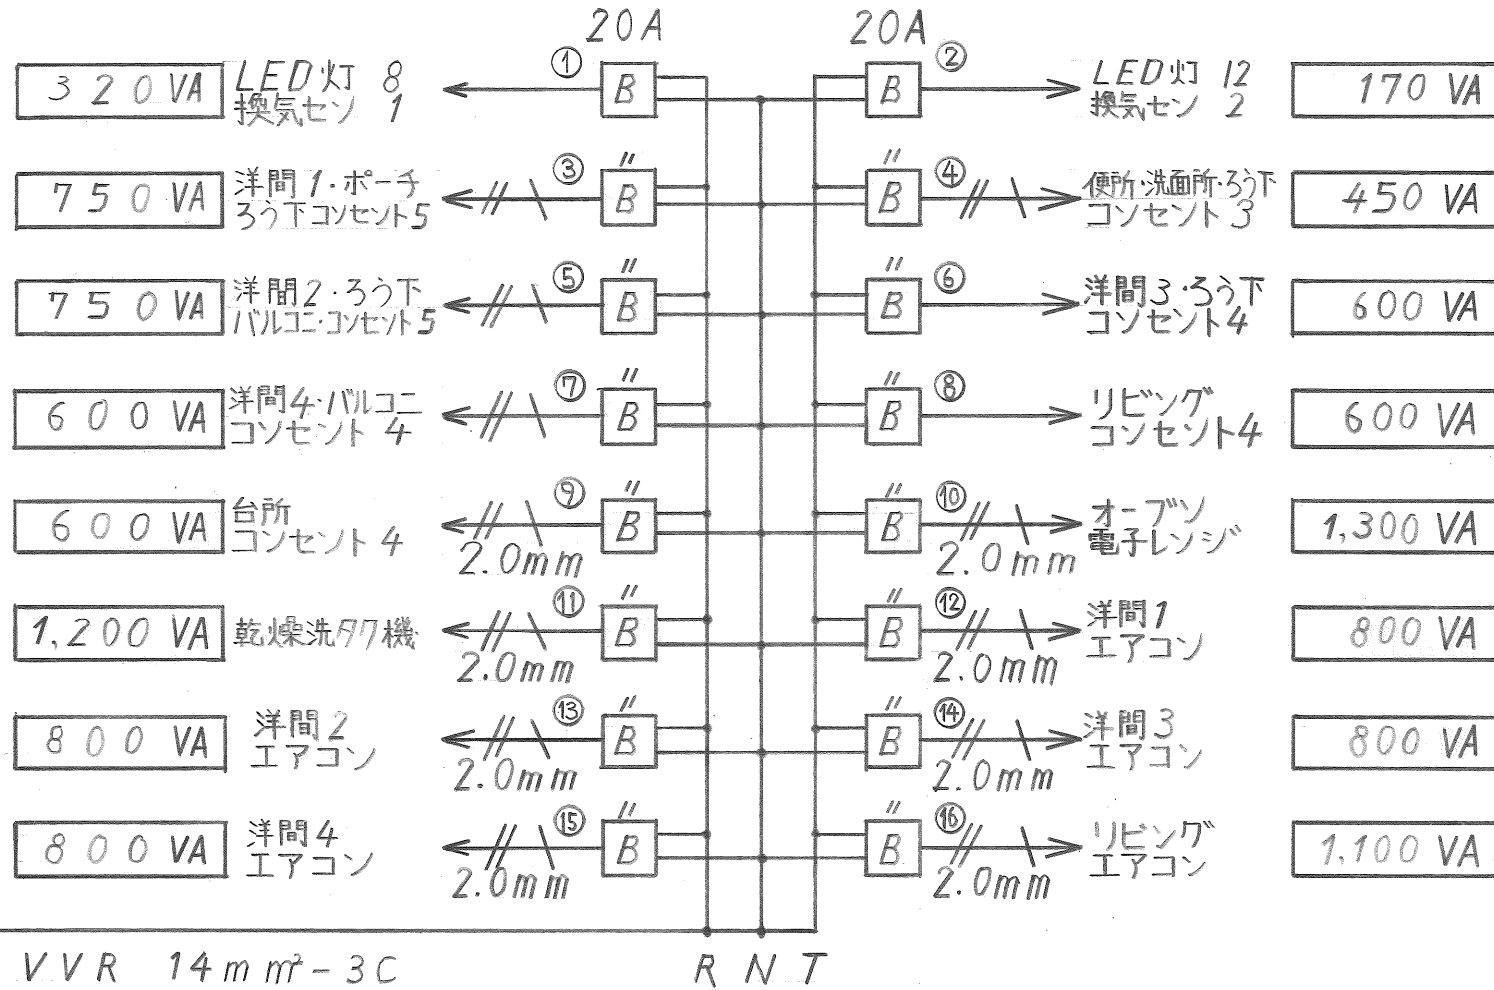 20A 20A
320VA LED灯 8 ① B B ② LED灯 12 170 VA
換気セン 1 換気セン 2
750 VA 洋間1・ポーチ ③ 〃 B 〃 B ④ 便所・洗面所・ろう下 450 VA
ろう下コンセント5 コンセント3
750VA 洋間2・ろう下 ⑤ 〃 B 〃 B ⑥ 洋間3・ろう下 600 VA
バルコニ・コンセント5 コンセント4
600 VA 洋間4・バルコニ ⑦ 〃 B 〃 B ⑧ リビング 600 VA
コンセント 4 コンセント4
600 VA 台所 ⑨ 〃 B 〃 B ⑩ オーブン 1,300VA
コンセント 4 2.0mm 2.0mm 電子レンジ
1,200 VA 乾燥洗タク機 ⑪ 〃 B 〃 B ⑫ 洋間1 800 VA
2.0mm 2.0mm エアコン
800 VA 洋間2 ⑬ 〃 B 〃 B ⑭ 洋間3 800 VA
エアコン 2.0mm 2.0mm エアコン
800 VA 洋間4 ⑮ 〃 B 〃 B ⑯ リビング 1,100 VA
エアコン 2.0mm 2.0mm エアコン
VVR 14mm²-3C R N T